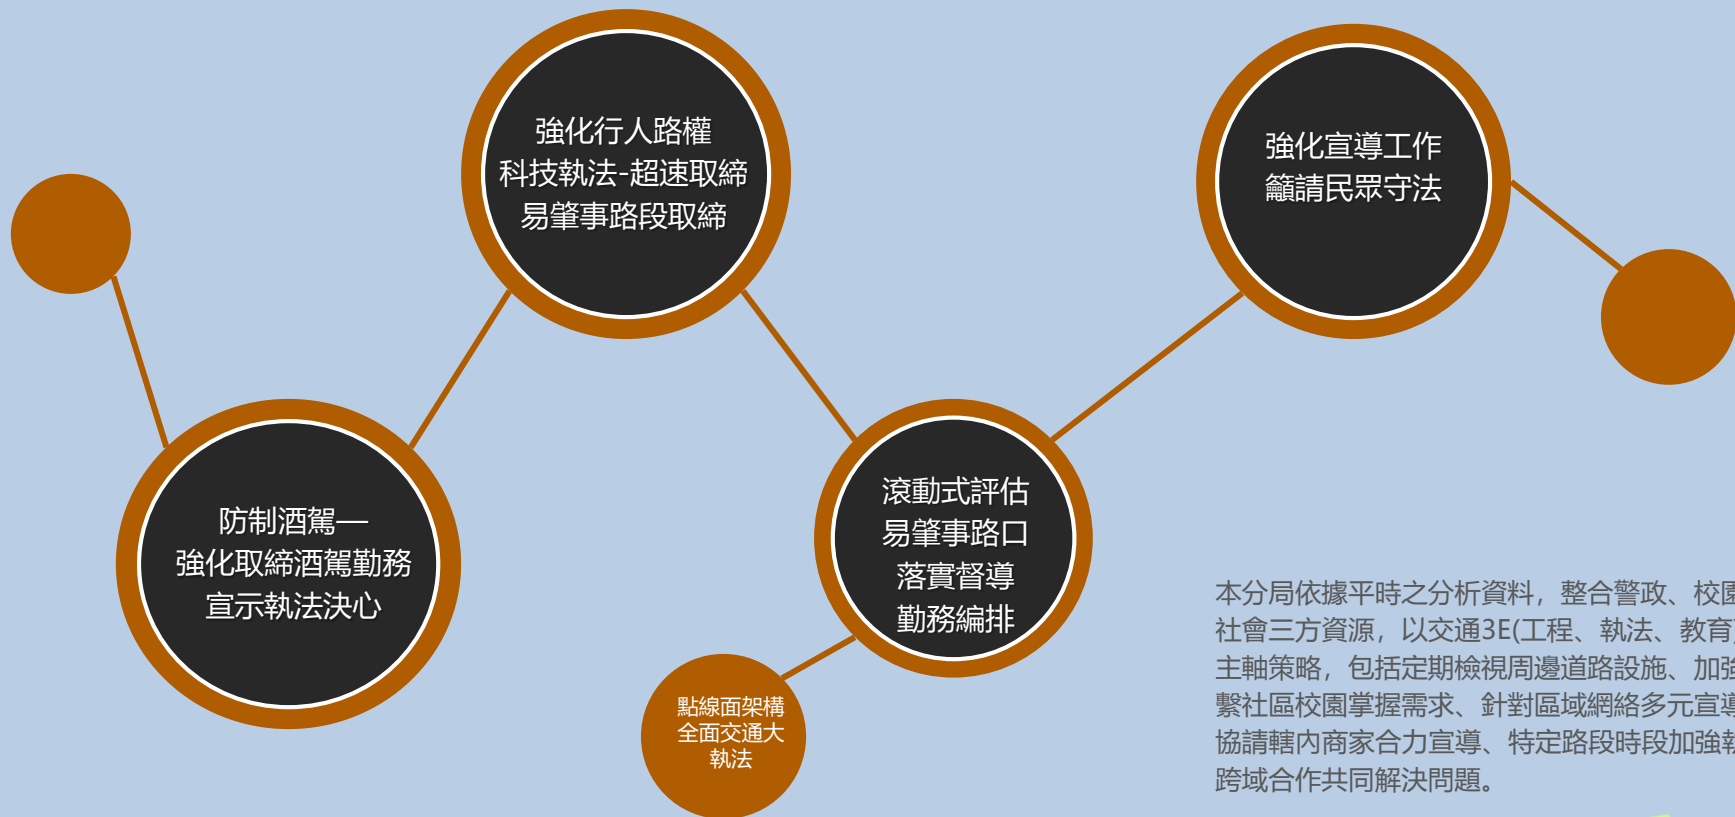 強化行人路權
科技執法-超速取締
易肇事路段取締
強化宣導工作
籲請民眾守法
防制酒駕—
強化取締酒駕勤務
宣示執法決心
滾動式評估
易肇事路口
落實督導
勤務編排
點線面架構
全面交通大
執法
本分局依據平時之分析資料，整合警政、校園
社會三方資源，以交通3E(工程、執法、教育)
主軸策略，包括定期檢視周邊道路設施、加強
繫社區校園掌握需求、針對區域網絡多元宣導
協請轄內商家合力宣導、特定路段時段加強執
跨域合作共同解決問題。